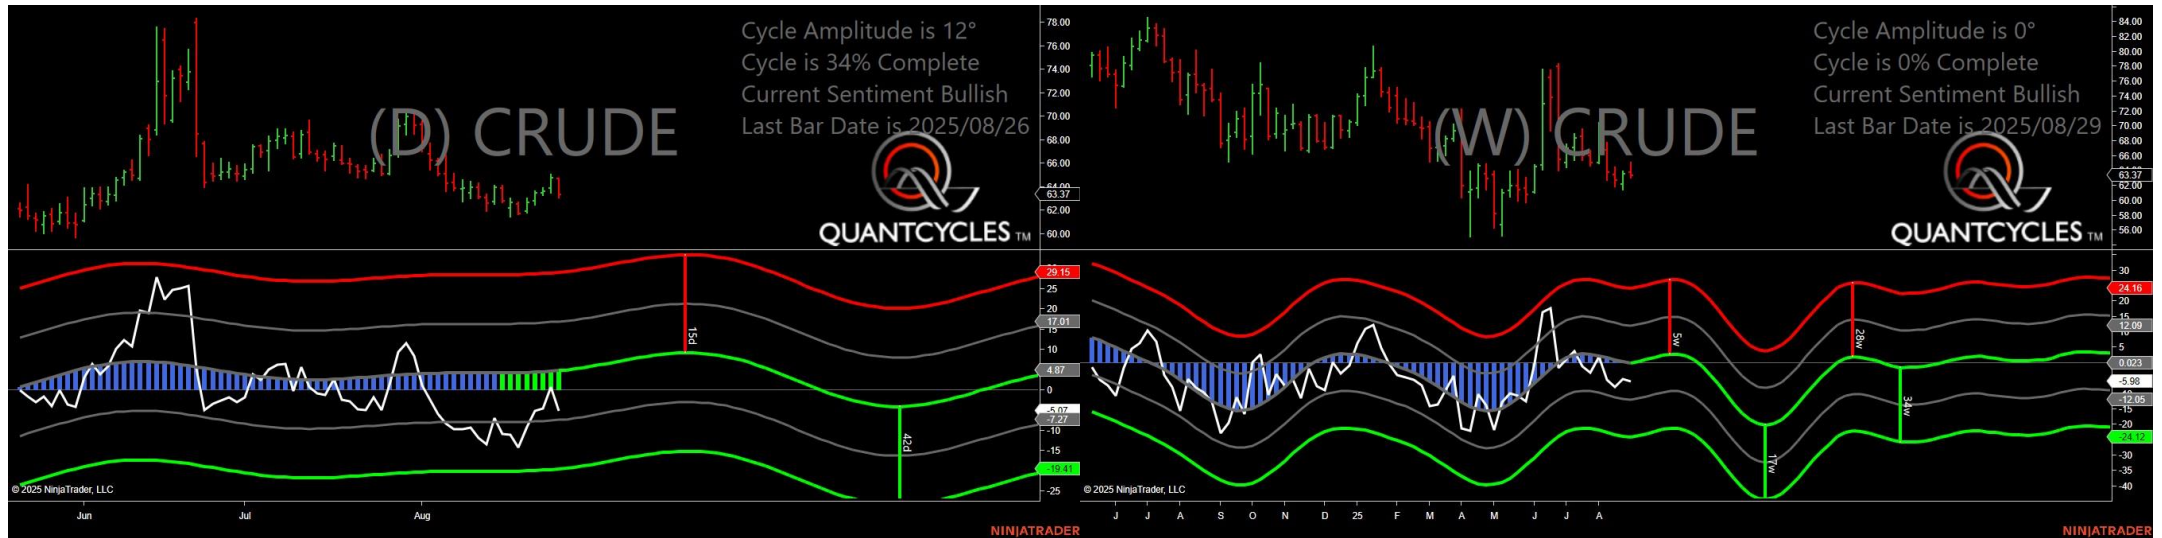 Cycle Amplitude is 12°
Cycle is 34% Complete
Current Sentiment Bullish
Last Bar Date is 2025/08/26
(D) CRUDE
QUANTCYCLES TM
78.00
76.00
74.00
72.00
70.00
68.00
66.00
64.00
63.37
62.00
60.00
29.15
25
20
17.01
15
10
4.87
0
-5.07
-7.27
-10
-15
-19.41
-25
15d
42d
© 2025 NinjaTrader, LLC
Jun Jul Aug
NINJATRADER
Cycle Amplitude is 0°
Cycle is 0% Complete
Current Sentiment Bullish
Last Bar Date is 2025/08/29
(W) CRUDE
QUANTCYCLES TM
84.00
82.00
80.00
78.00
76.00
74.00
72.00
70.00
68.00
66.00
63.37
62.00
60.00
58.00
56.00
30
24.16
20
15
12.09
5
0.023
-5.98
-12.05
-15
-20
-24.12
-30
-35
-40
5w
17w
28w
34w
© 2025 NinjaTrader, LLC
J J A S O N D 25 F M A M J J A
NINJATRADER